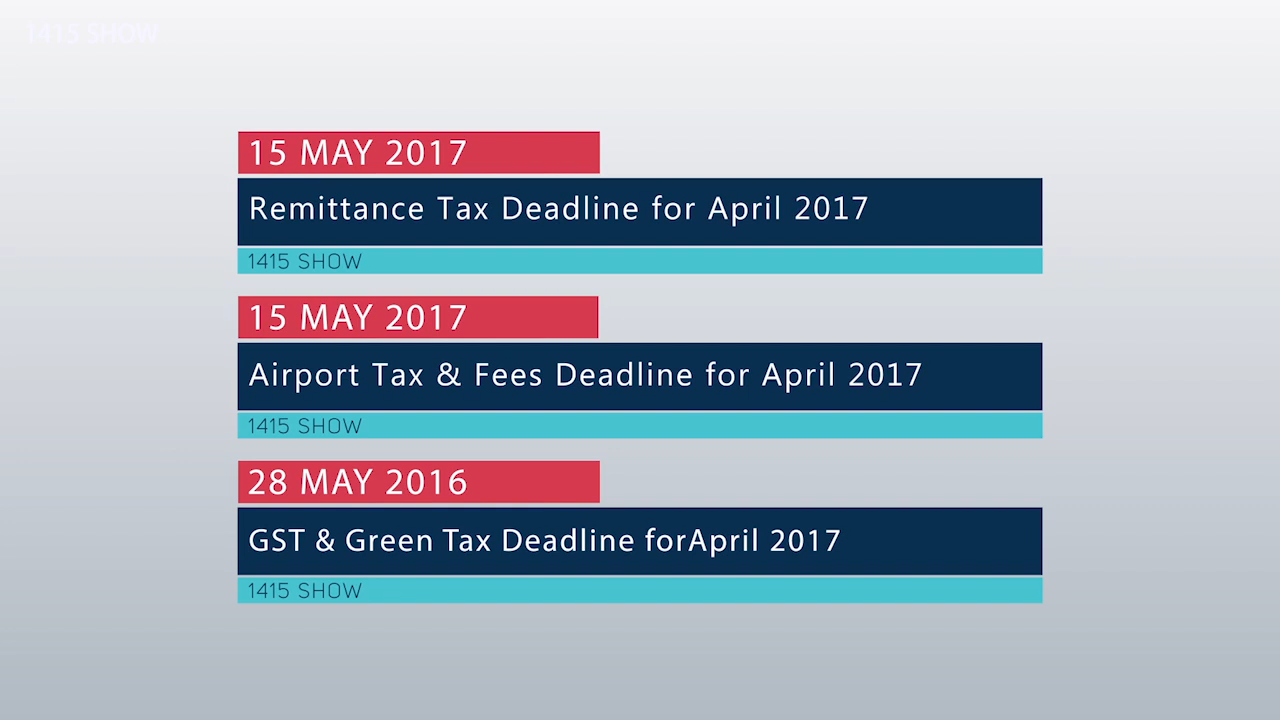 1415 SHOW
15 MAY 2017
Remittance Tax Deadline for April 2017
1415 SHOW
15 MAY 2017
Airport Tax & Fees Deadline for April 2017
1415 SHOW
28 MAY 2016
GST & Green Tax Deadline forApril 2017
1415 SHOW